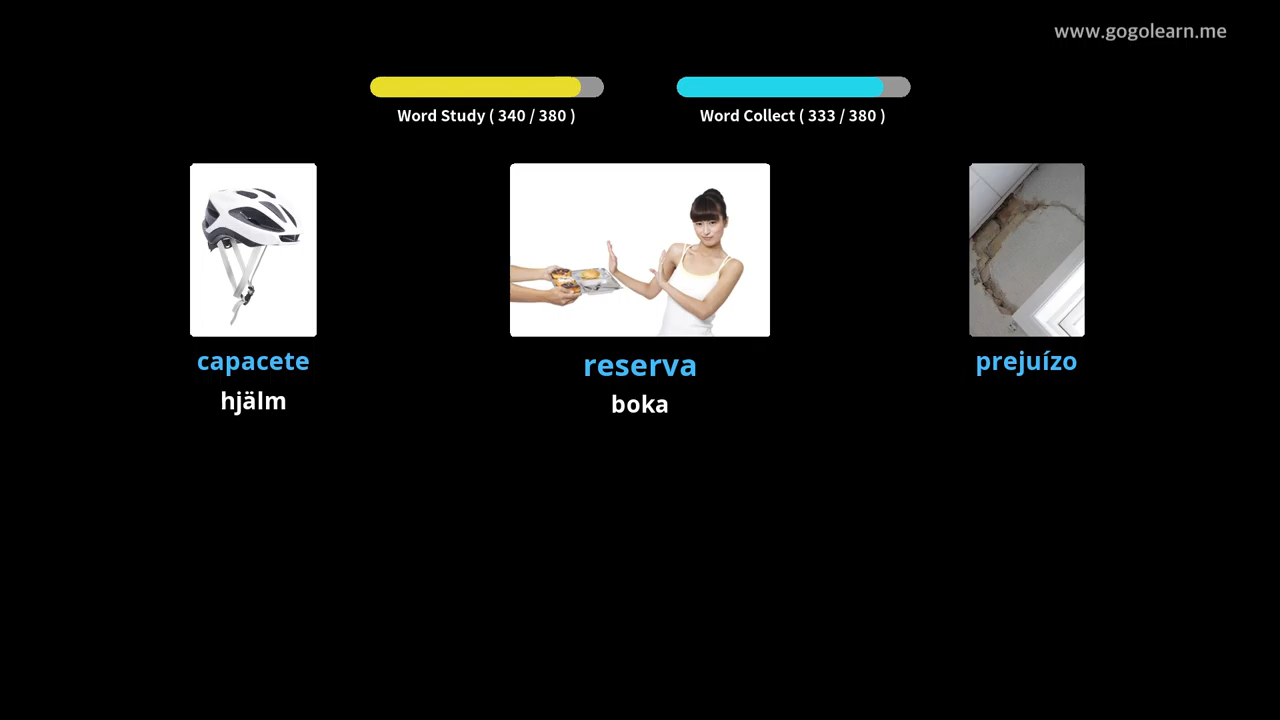 www.gogolearn.me
Word Study ( 340 / 380 )
Word Collect ( 333 / 380 )
capacete
hjälm
reserva
boka
prejuízo